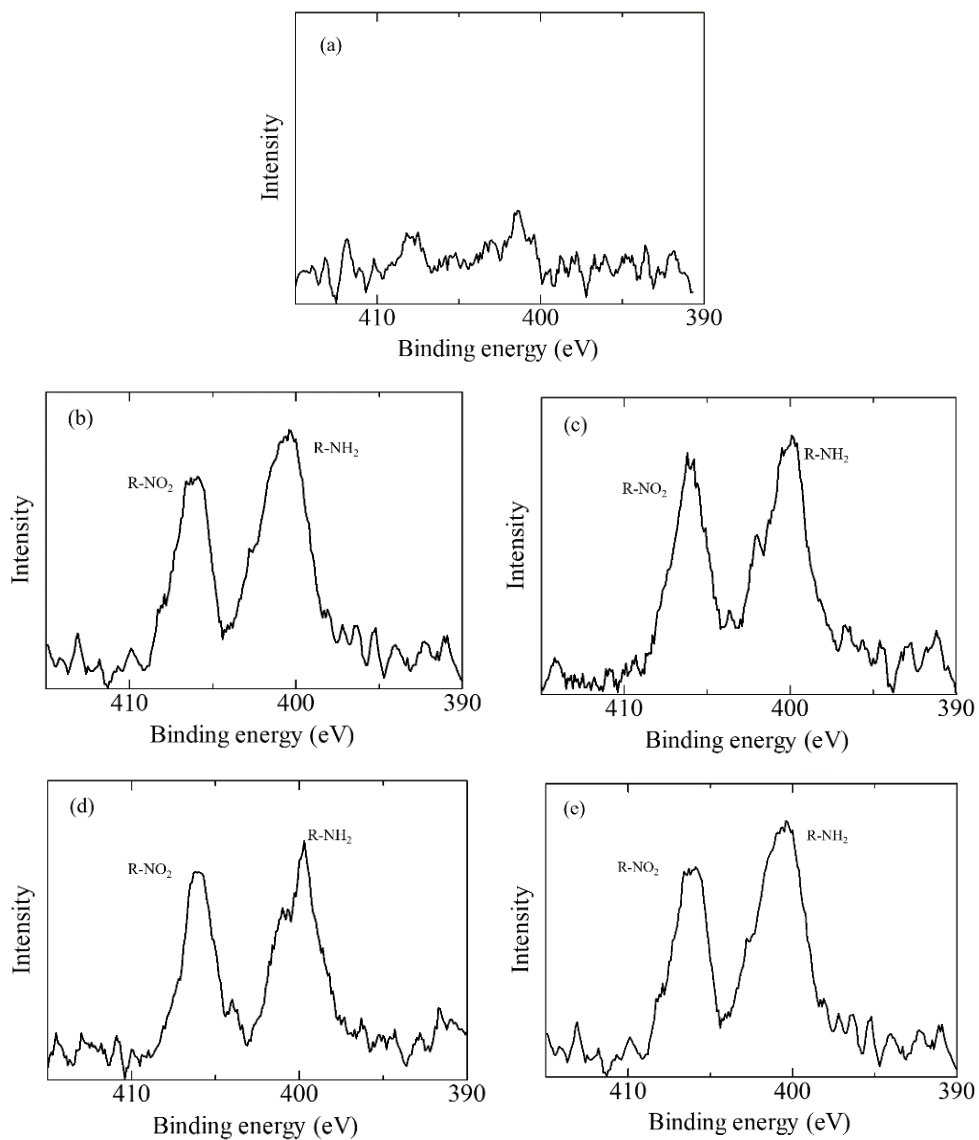 (a)
Intensity
410
400
390
Binding energy (eV)
(b)
R-NO₂
R-NH₂
Intensity
410
400
390
Binding energy (eV)
(c)
R-NO₂
R-NH₂
Intensity
410
400
390
Binding energy (eV)
(d)
R-NO₂
R-NH₂
Intensity
410
400
390
Binding energy (eV)
(e)
R-NO₂
R-NH₂
Intensity
410
400
390
Binding energy (eV)